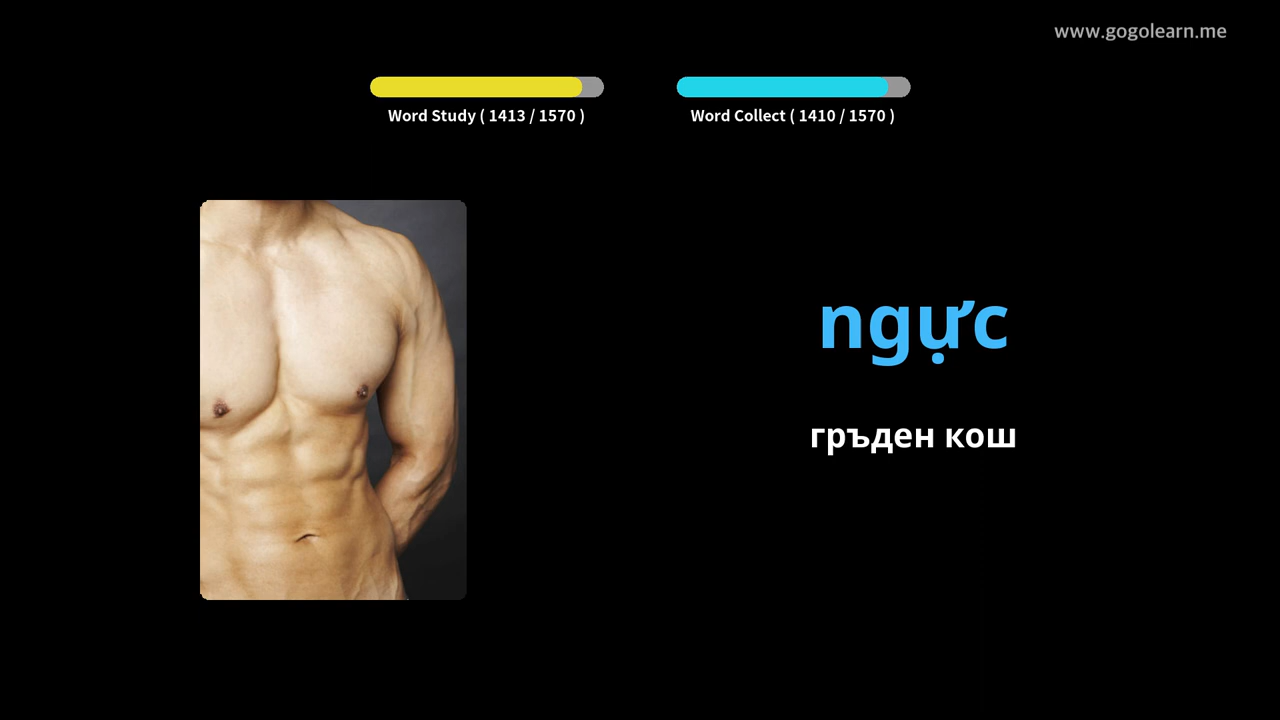 www.gogolearn.me
Word Study ( 1413 / 1570 )
Word Collect ( 1410 / 1570 )
ngực
гръден кош